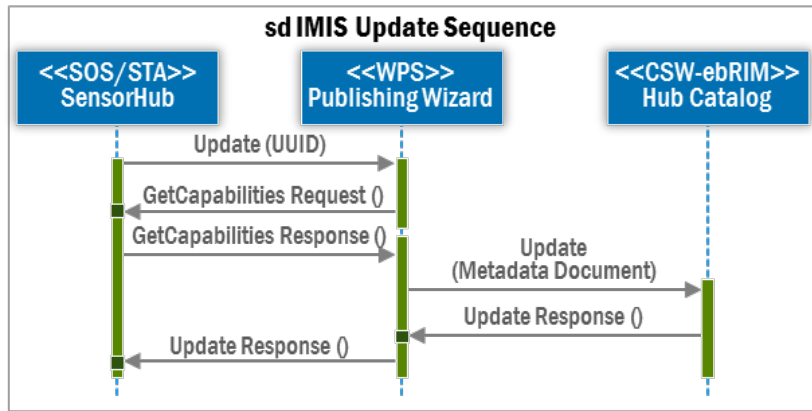 sd IMIS Update Sequence
<<SOS/STA>>
SensorHub
<<WPS>>
Publishing Wizard
<<CSW-ebRIM>>
Hub Catalog
Update (UUID)
GetCapabilities Request ()
GetCapabilities Response ()
Update
(Metadada Document)
Update Response ()
Update Response ()